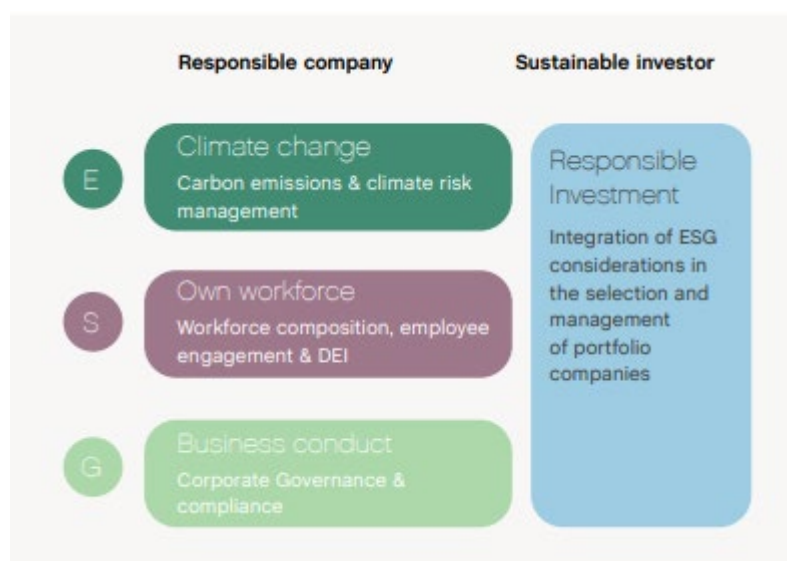 Responsible company
Sustainable investor
E
Climate change
Carbon emissions & climate risk
management
S
Own workforce
Workforce composition, employee
engagement & DEI
G
Business conduct
Corporate Governance &
compliance
Responsible
Investment
Integration of ESG
considerations in
the selection and
management
of portfolio
companies